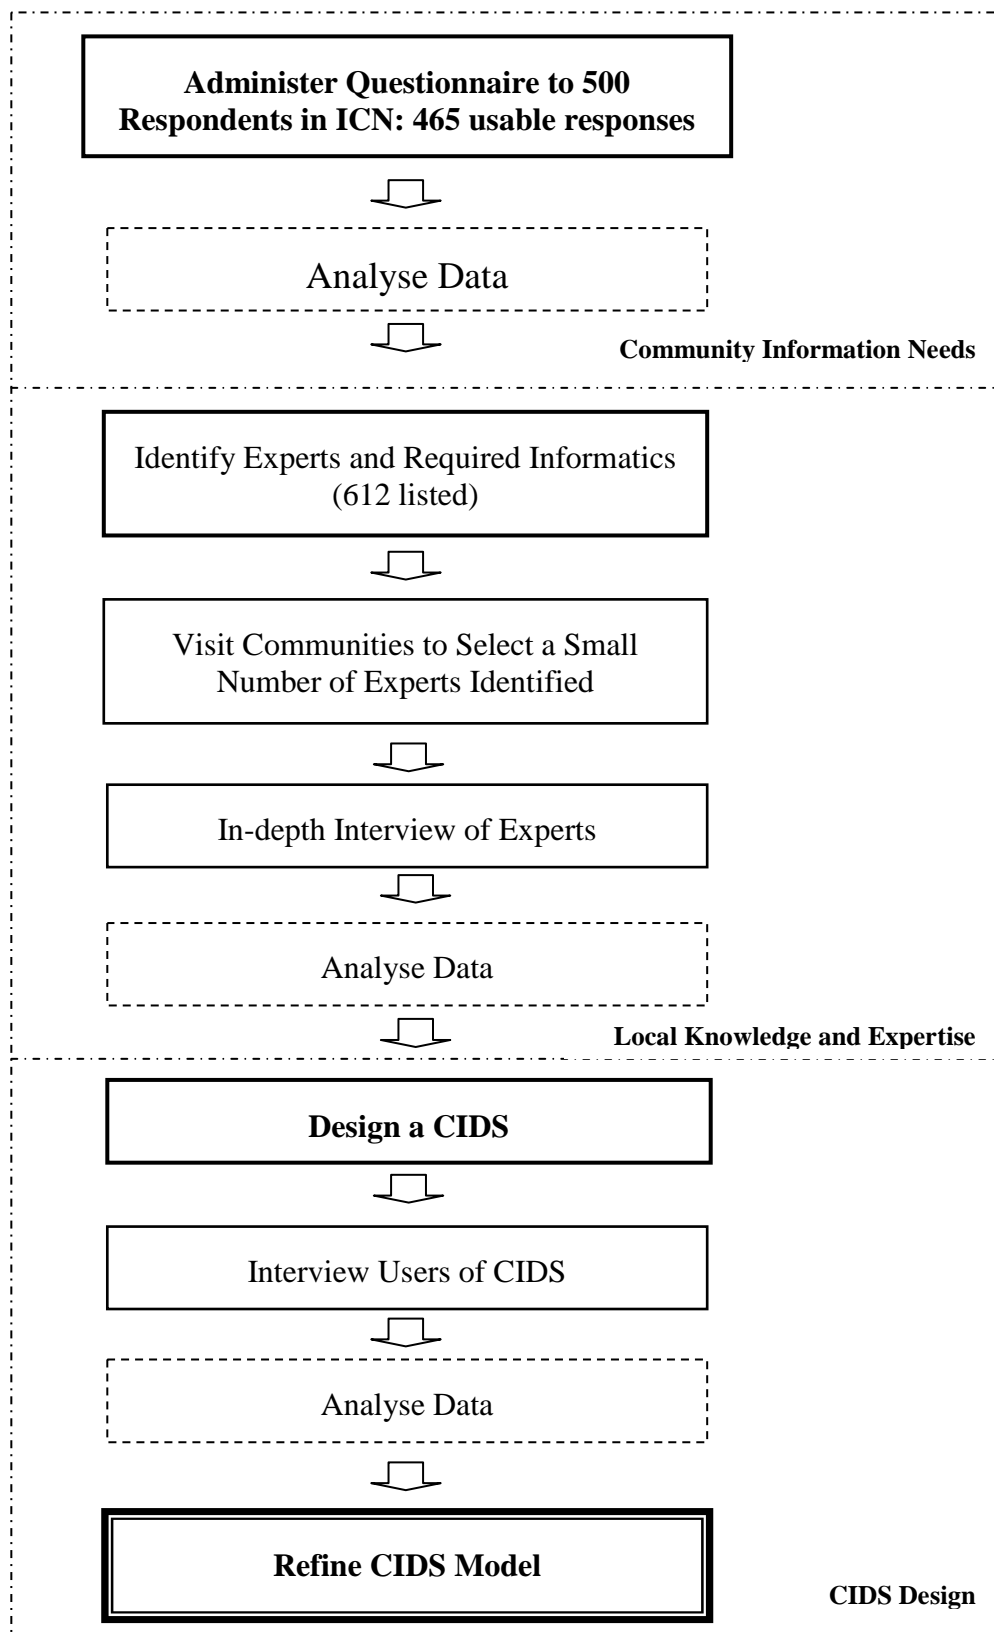 Administer Questionnaire to 500
Respondents in ICN: 465 usable responses
Analyse Data
Community Information Needs
Identify Experts and Required Informatics
(612 listed)
Visit Communities to Select a Small
Number of Experts Identified
In-depth Interview of Experts
Analyse Data
Local Knowledge and Expertise
Design a CIDS
Interview Users of CIDS
Analyse Data
Refine CIDS Model
CIDS Design